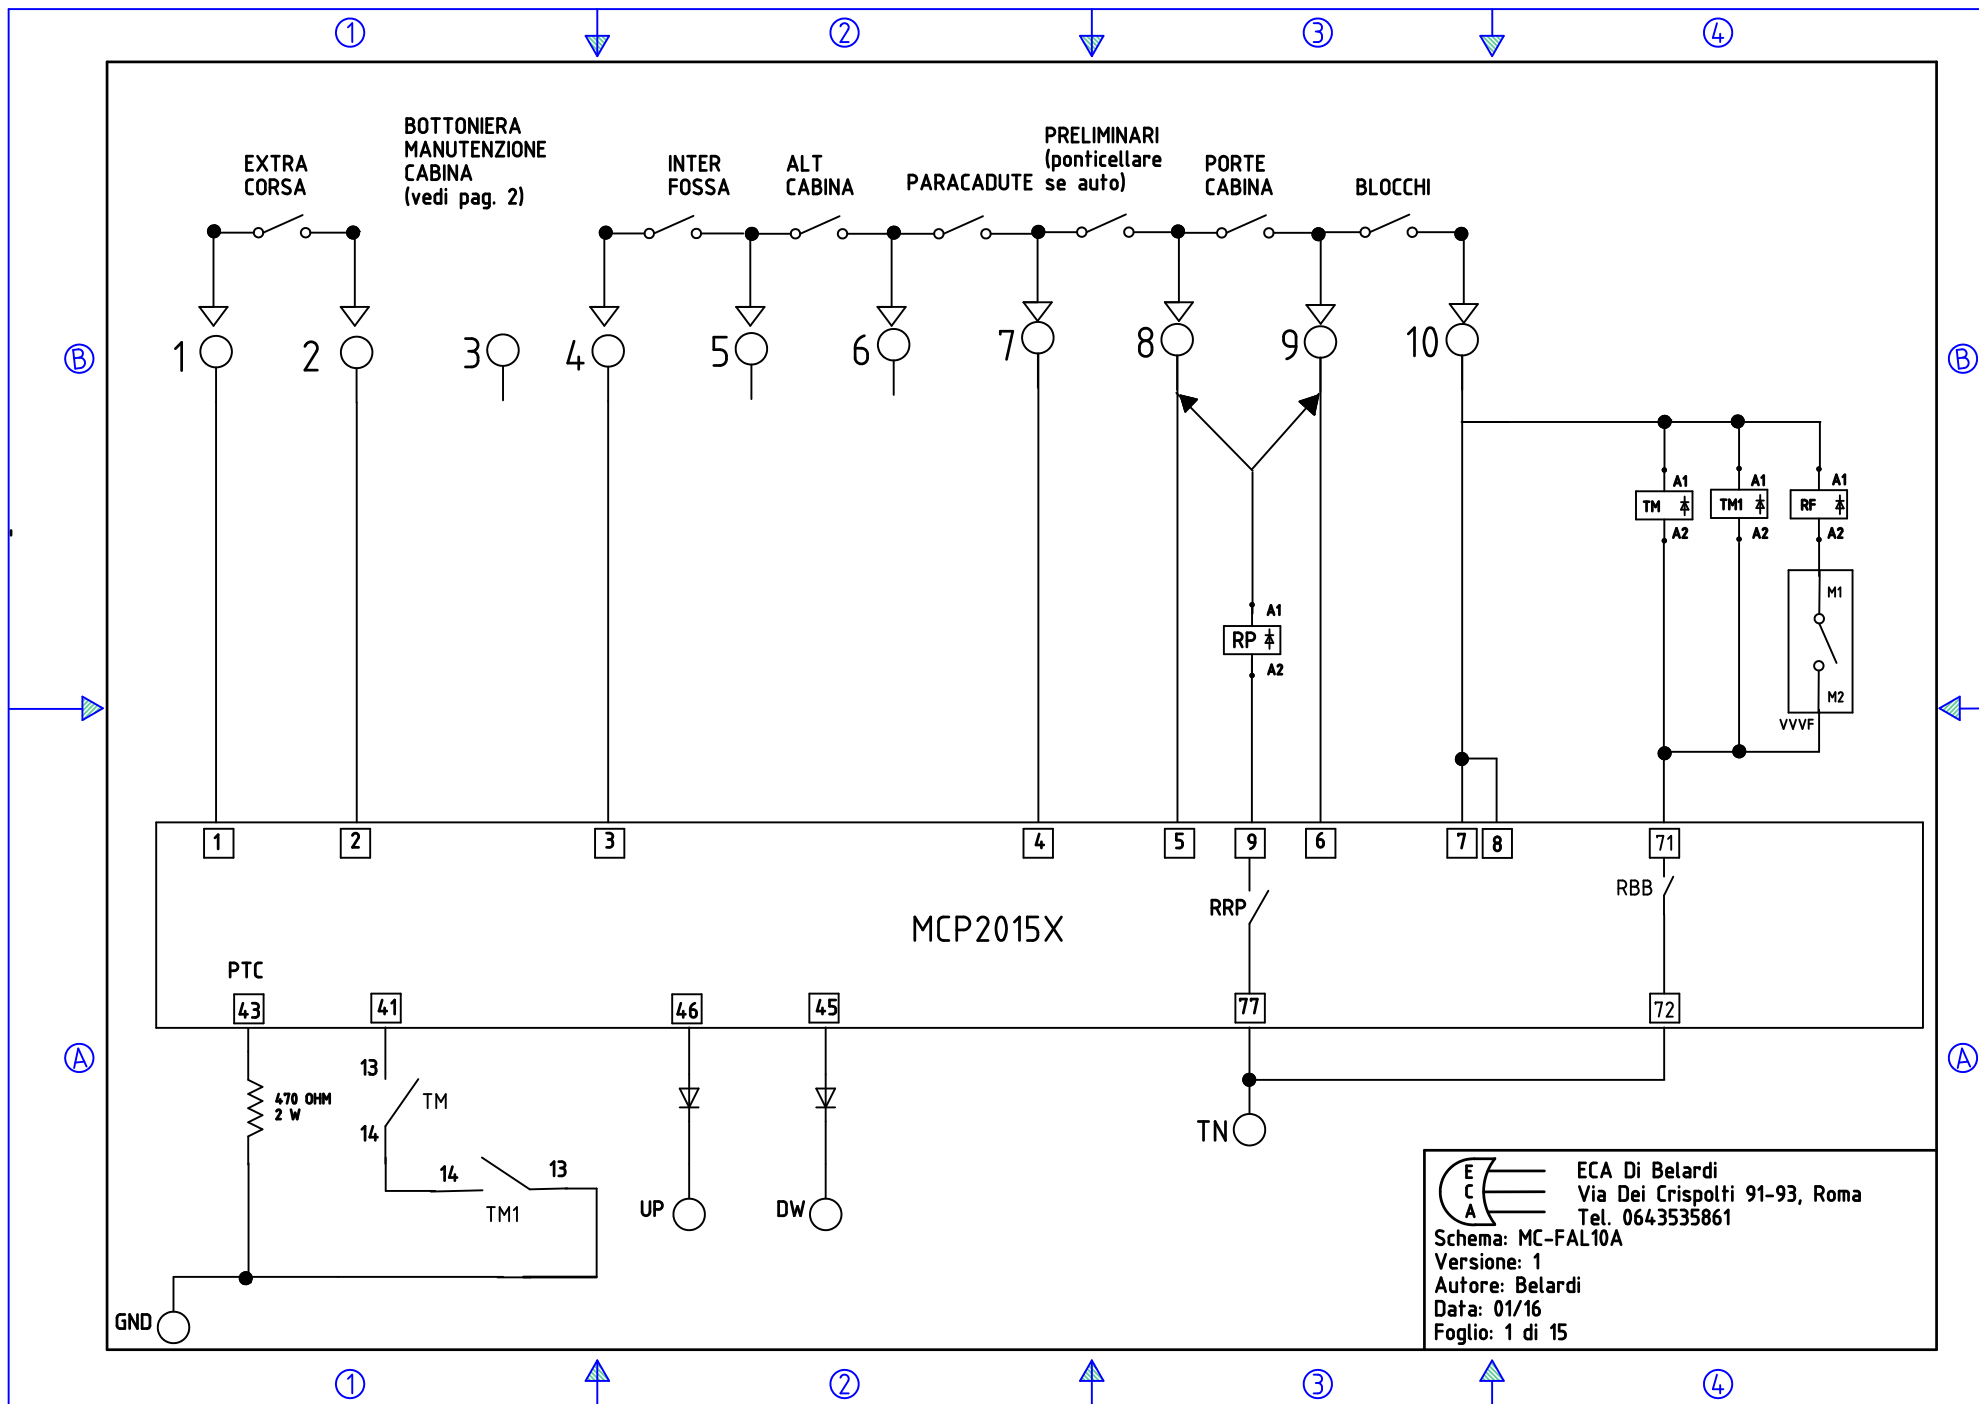 1
2
3
4
EXTRA
CORSA
BOTTONIERA
MANUTENZIONE
CABINA
(vedi pag. 2)
INTER
FOSSA
ALT
CABINA
PARACADUTE
PRELIMINARI
(ponticellare
se auto)
PORTE
CABINA
BLOCCHI
1
2
3
4
5
6
7
8
9
10
B
B
A1
TM
A2
A1
TM1
A2
A1
RF
A2
M1
M2
VVVF
A1
RP
A2
1
2
3
4
5
9
6
7
8
71
RRP
RBB
MCP2015X
PTC
43
41
46
45
77
72
A
A
470 OHM
2 W
13
TM
14
14
13
TM1
UP
DW
TN
GND
E
C
A
ECA Di Belardi
Via Dei Crispolti 91-93, Roma
Tel. 0643535861
Schema: MC-FAL10A
Versione: 1
Autore: Belardi
Data: 01/16
Foglio: 1 di 15
1
2
3
4